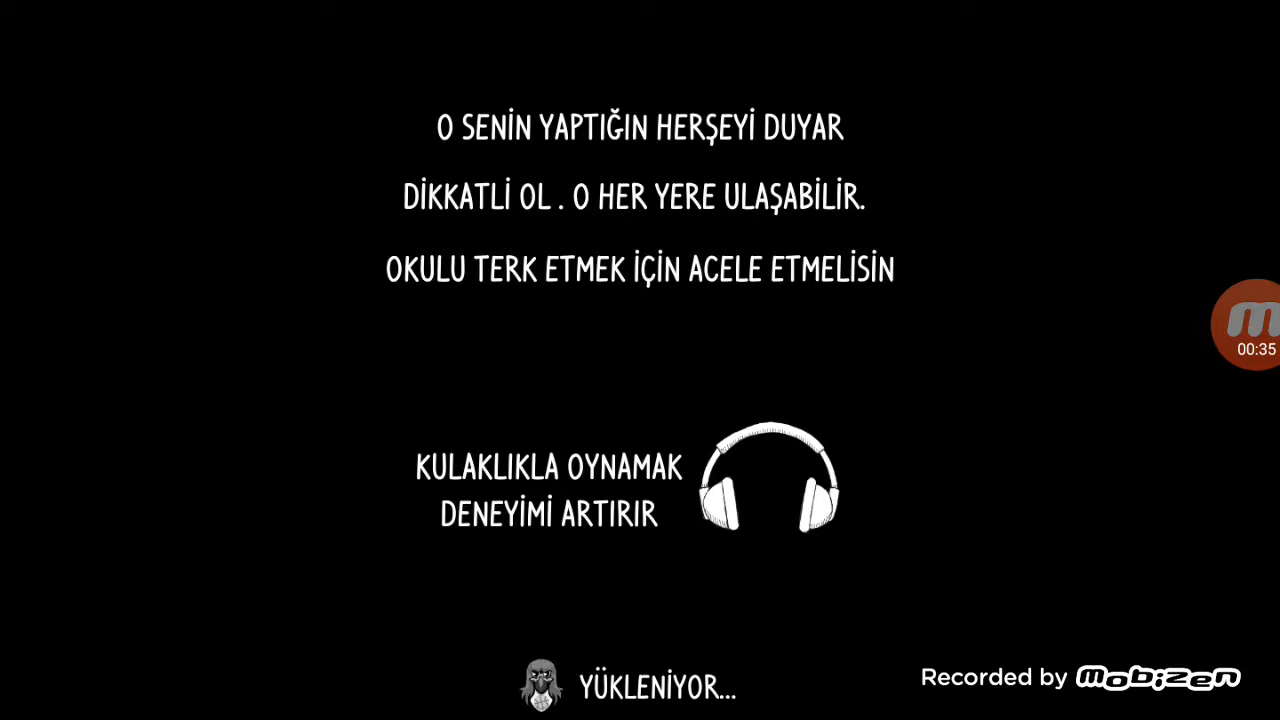 O SENİN YAPTIĞIN HERŞEYİ DUYAR
DİKKATLİ OL . O HER YERE ULAŞABİLİR.
OKULU TERK ETMEK İÇİN ACELE ETMELİSİN
00:35
KULAKLIKLA OYNAMAK
DENEYİMİ ARTIRIR
YÜKLENİYOR...
Recorded by mobizen